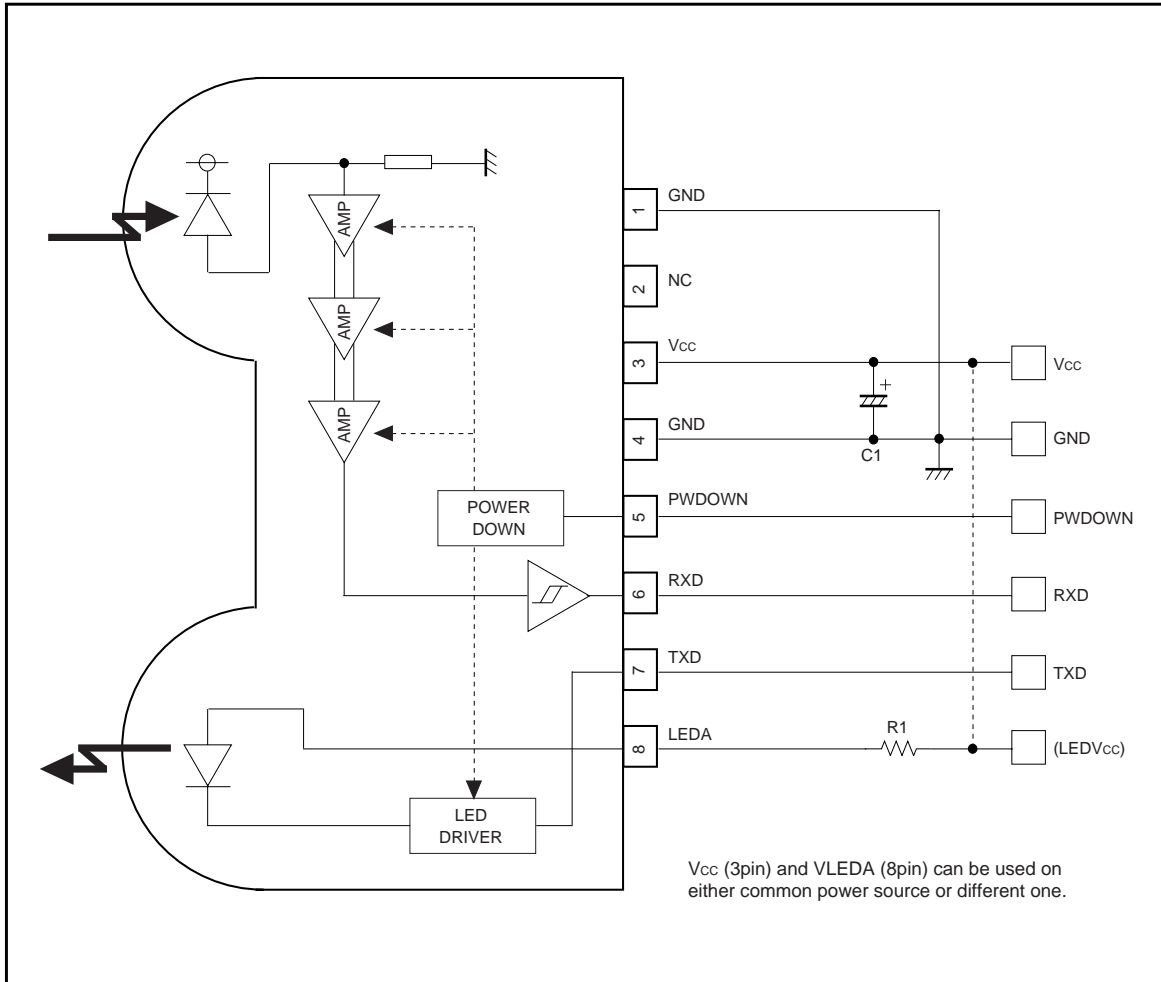 AMP
AMP
AMP
POWER
DOWN
LED
DRIVER
1 GND
2 NC
3 Vcc
4 GND
5 PWDOWN
6 RXD
7 TXD
8 LEDA
+
C1
R1
Vcc
GND
PWDOWN
RXD
TXD
(LEDVcc)
Vcc (3pin) and VLEDA (8pin) can be used on
either common power source or different one.